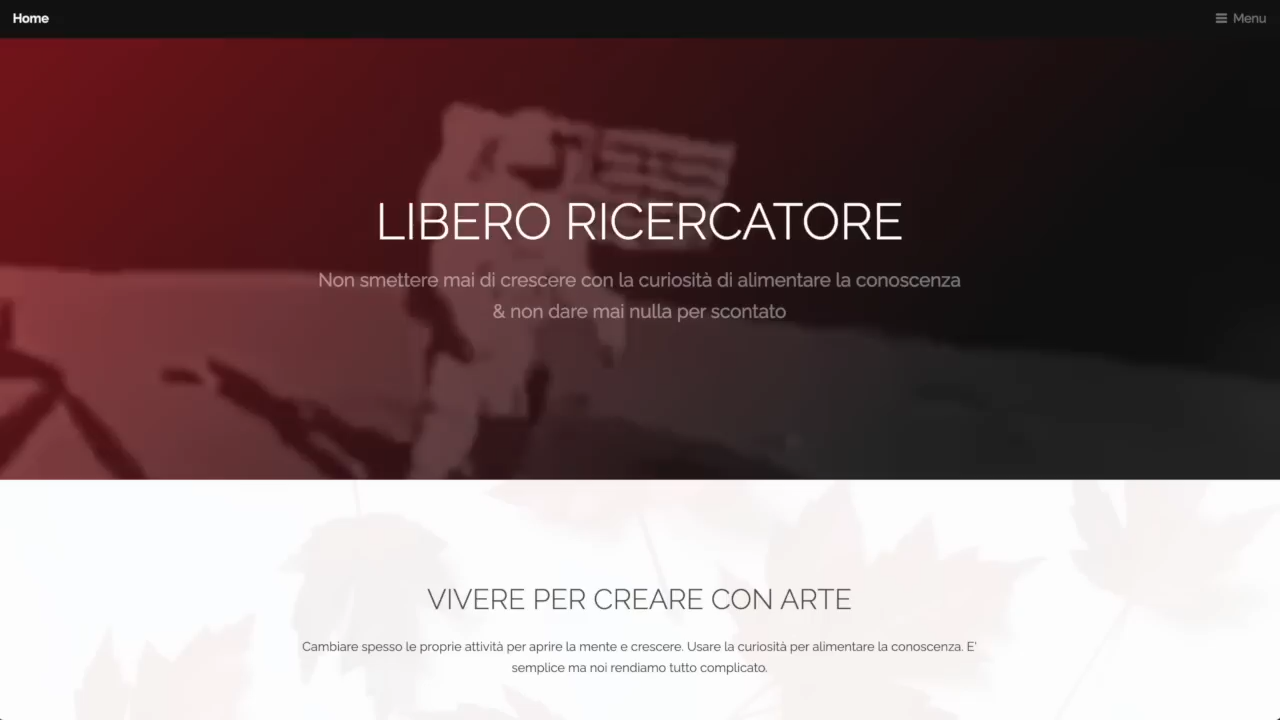 Home
Menu
LIBERO RICERCATORE
Non smettere mai di crescere con la curiosità di alimentare la conoscenza
& non dare mai nulla per scontato
VIVERE PER CREARE CON ARTE
Cambiare spesso le proprie attività per aprire la mente e crescere. Usare la curiosità per alimentare la conoscenza. E'
semplice ma noi rendiamo tutto complicato.